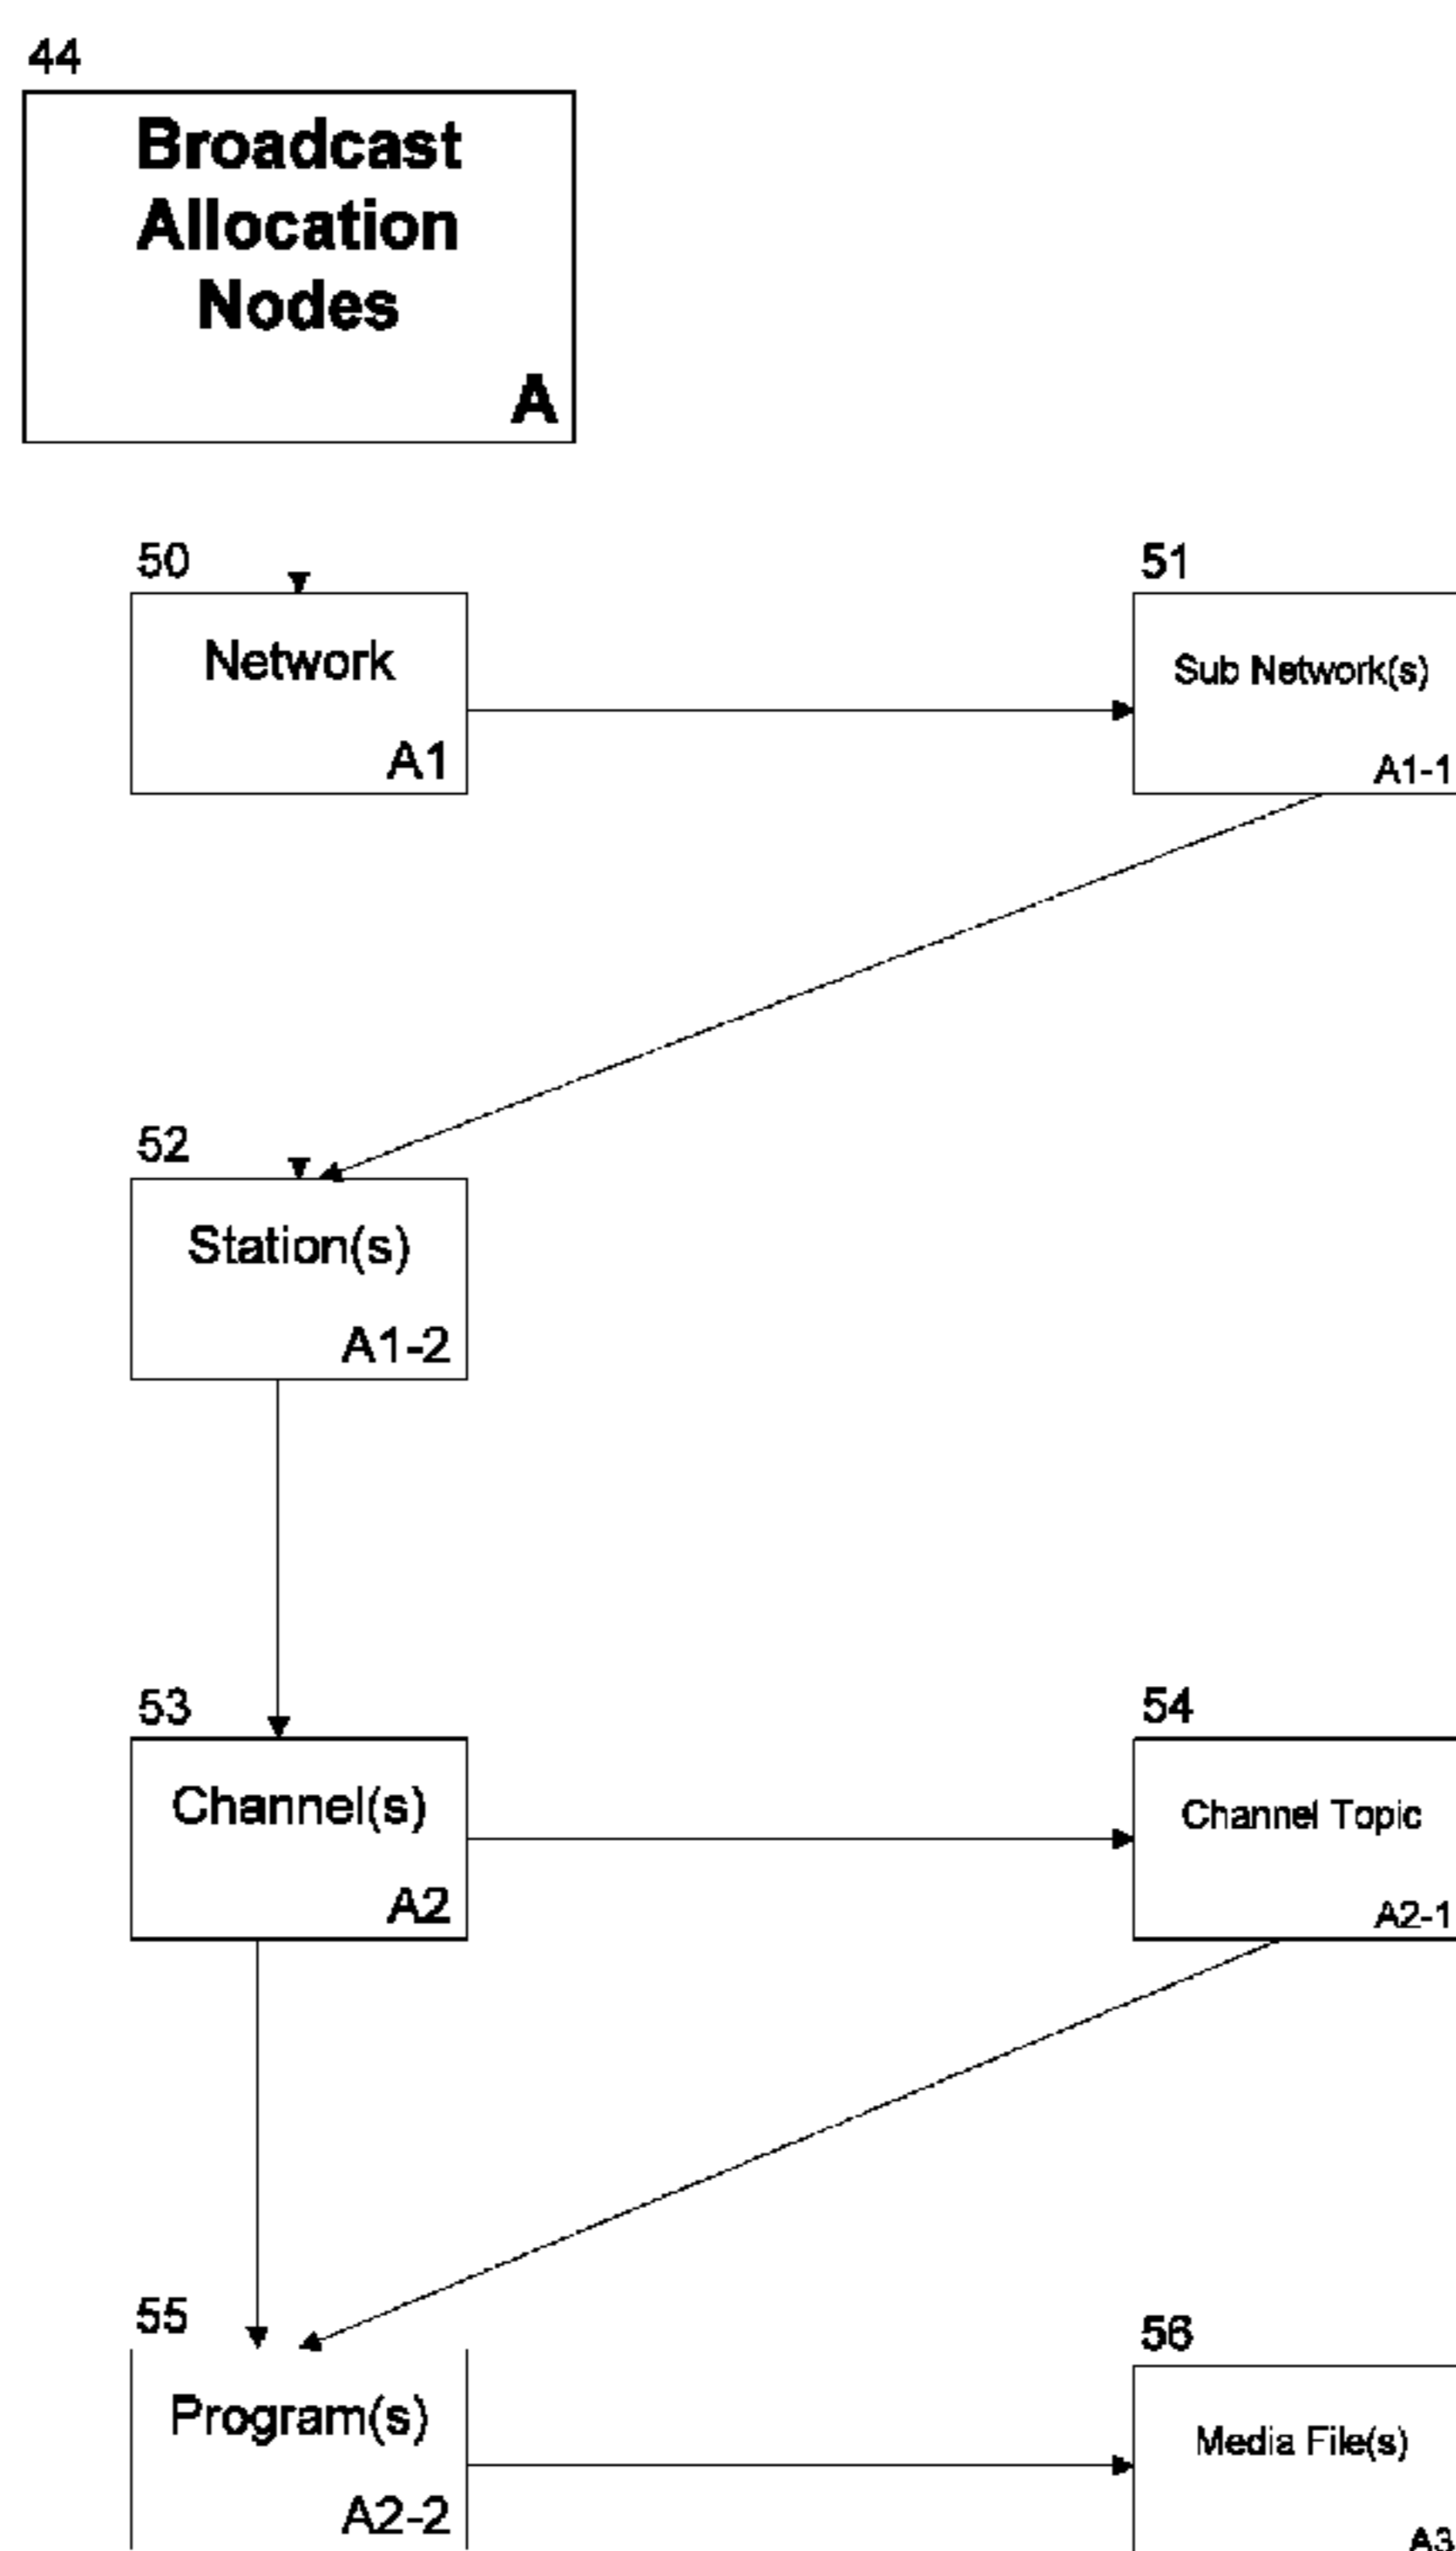 44
Broadcast
Allocation
Nodes
A
50
Network
A1
51
Sub Network(s)
A1-1
52
Station(s)
A1-2
53
Channel(s)
A2
54
Channel Topic
A2-1
55
Program(s)
A2-2
56
Media File(s)
A3